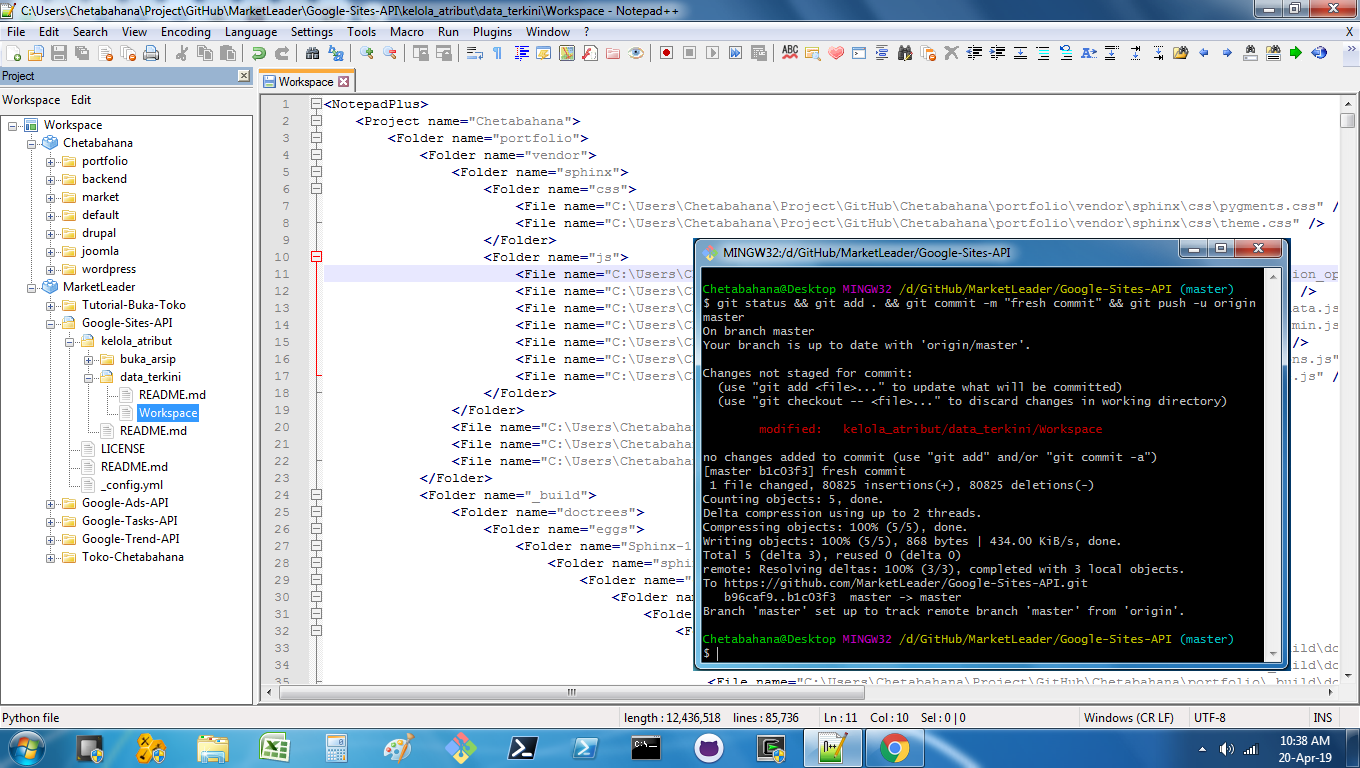 C:\Users\Chetabahana\Project\GitHub\MarketLeader\Google-Sites-API\kelola_atribut\data_terkini\Workspace - Notepad++
File Edit Search View Encoding Language Settings Tools Macro Run Plugins Window ? X
Project
Workspace Edit
Workspace
Chetabahana
portfolio
backend
market
default
drupal
joomla
wordpress
MarketLeader
Tutorial-Buka-Toko
Google-Sites-API
kelola_atribut
buka_arsip
data_terkini
README.md
Workspace
README.md
LICENSE
README.md
_config.yml
Google-Ads-API
Google-Tasks-API
Google-Trend-API
Toko-Chetabahana
Workspace
1 <NotepadPlus>
2 <Project name="Chetabahana">
3 <Folder name="portfolio">
4 <Folder name="vendor">
5 <Folder name="sphinx">
6 <Folder name="css">
7 <File name="C:\Users\Chetabahana\Project\GitHub\Chetabahana\portfolio\vendor\sphinx\css\pygments.css" /
8 <File name="C:\Users\Chetabahana\Project\GitHub\Chetabahana\portfolio\vendor\sphinx\css\theme.css" />
9 </Folder>
10 <Folder name="js">
11 <File name="C:\Users\C ion_op
12 <File name="C:\Users\C />
13 <File name="C:\Users\C ata.js
14 <File name="C:\Users\C min.js
15 <File name="C:\Users\C />
16 <File name="C:\Users\C ns.js"
17 <File name="C:\Users\C .js" /
18 </Folder>
19 </Folder>
20 <File name="C:\Users\Chetabaha
21 <File name="C:\Users\Chetabaha
22 <File name="C:\Users\Chetabaha
23 </Folder>
24 <Folder name="_build">
25 <Folder name="doctrees">
26 <Folder name="eggs">
27 <Folder name="Sphinx-1
28 <Folder name="sphi
29 <Folder name="
30 <Folder na
31 <Folde
32 <F
33 ild\do
34 ild\do
35 <File name="C:\Users\Chetabahana\Project\GitHub\Chetabahana\portfolio\_build\do
MINGW32:/d/GitHub/MarketLeader/Google-Sites-API
Chetabahana@Desktop MINGW32 /d/GitHub/MarketLeader/Google-Sites-API (master)
$ git status && git add . && git commit -m "fresh commit" && git push -u origin
master
On branch master
Your branch is up to date with 'origin/master'.
Changes not staged for commit:
(use "git add <file>..." to update what will be committed)
(use "git checkout -- <file>..." to discard changes in working directory)
modified: kelola_atribut/data_terkini/Workspace
no changes added to commit (use "git add" and/or "git commit -a")
[master b1c03f3] fresh commit
1 file changed, 80825 insertions(+), 80825 deletions(-)
Counting objects: 5, done.
Delta compression using up to 2 threads.
Compressing objects: 100% (5/5), done.
Writing objects: 100% (5/5), 868 bytes | 434.00 KiB/s, done.
Total 5 (delta 3), reused 0 (delta 0)
remote: Resolving deltas: 100% (3/3), completed with 3 local objects.
To https://github.com/MarketLeader/Google-Sites-API.git
b96caf9..b1c03f3 master -> master
Branch 'master' set up to track remote branch 'master' from 'origin'.
Chetabahana@Desktop MINGW32 /d/GitHub/MarketLeader/Google-Sites-API (master)
$
Python file length : 12,436,518 lines : 85,736 Ln : 11 Col : 10 Sel : 0 | 0 Windows (CR LF) UTF-8 INS
10:38 AM
20-Apr-19